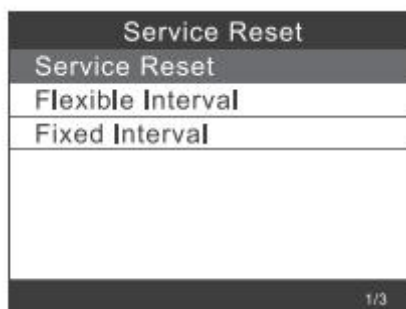 Service Reset
Service Reset
Flexible Interval
Fixed Interval
1/3